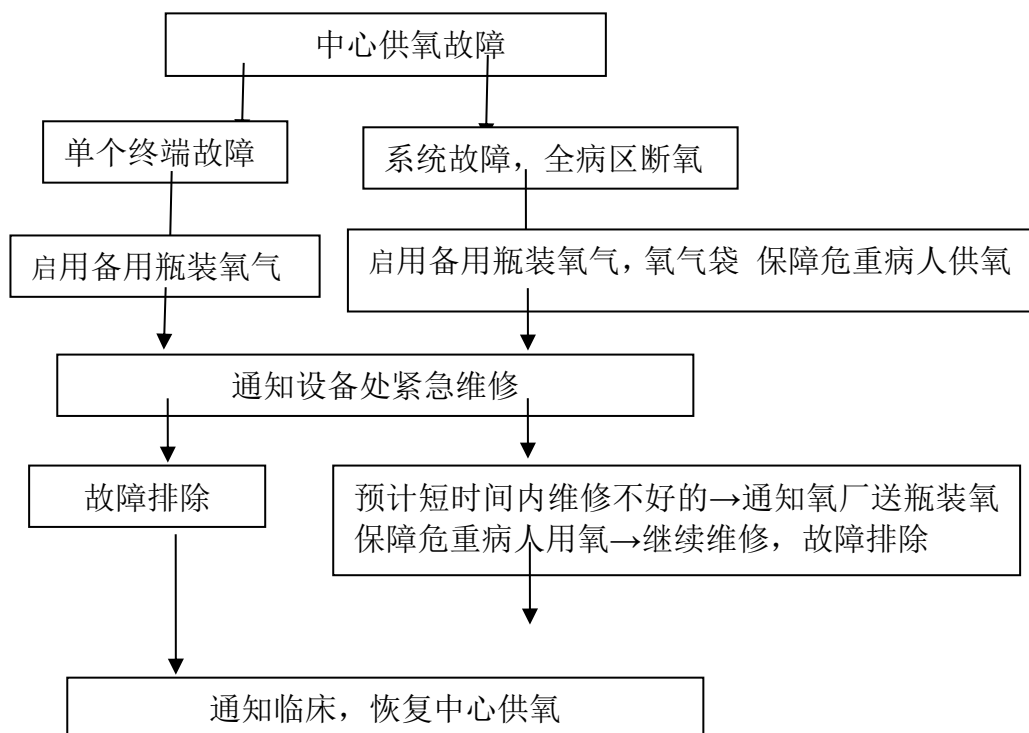 中心供氧故障
单个终端故障
系统故障，全病区断氧
启用备用瓶装氧气
启用备用瓶装氧气，氧气袋 保障危重病人供氧
通知设备处紧急维修
故障排除
预计短时间内维修不好的→通知氧厂送瓶装氧
保障危重病人用氧→继续维修，故障排除
通知临床，恢复中心供氧